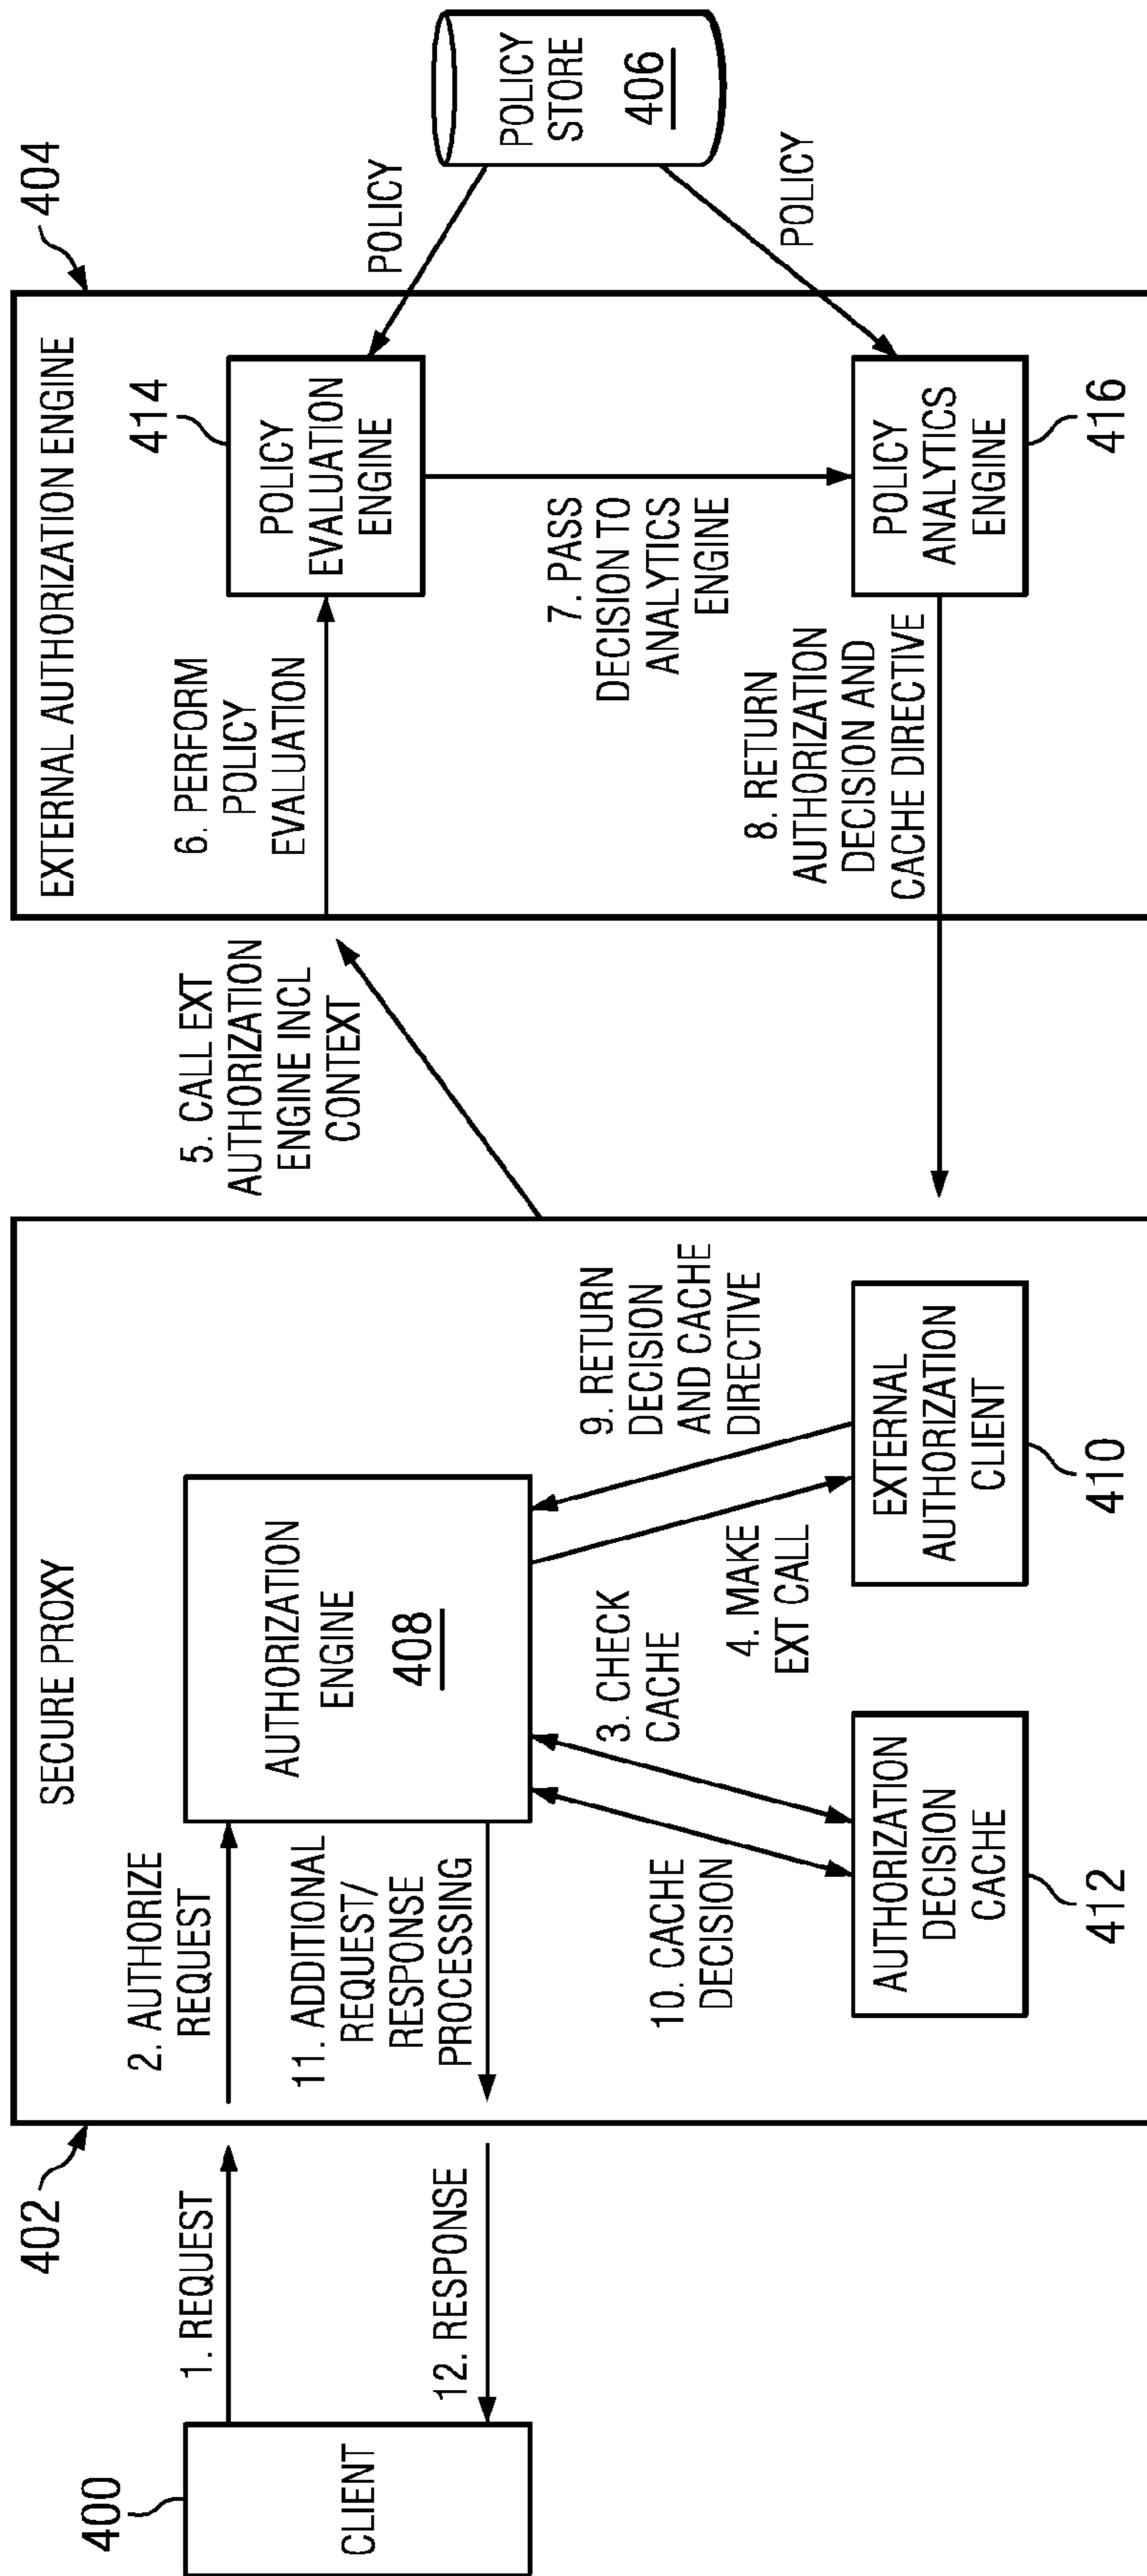 400
CLIENT
1. REQUEST
12. RESPONSE
402
SECURE PROXY
2. AUTHORIZE
REQUEST
11. ADDITIONAL
REQUEST/
RESPONSE
PROCESSING
AUTHORIZATION
ENGINE
408
10. CACHE
DECISION
3. CHECK
CACHE
4. MAKE
EXT CALL
9. RETURN
DECISION
AND CACHE
DIRECTIVE
AUTHORIZATION
DECISION
CACHE
412
EXTERNAL
AUTHORIZATION
CLIENT
410
5. CALL EXT
AUTHORIZATION
ENGINE INCL
CONTEXT
EXTERNAL AUTHORIZATION ENGINE
404
6. PERFORM
POLICY
EVALUATION
414
POLICY
EVALUATION
ENGINE
7. PASS
DECISION TO
ANALYTICS
ENGINE
8. RETURN
AUTHORIZATION
DECISION AND
CACHE DIRECTIVE
POLICY
ANALYTICS
ENGINE
416
POLICY
POLICY
POLICY
STORE
406